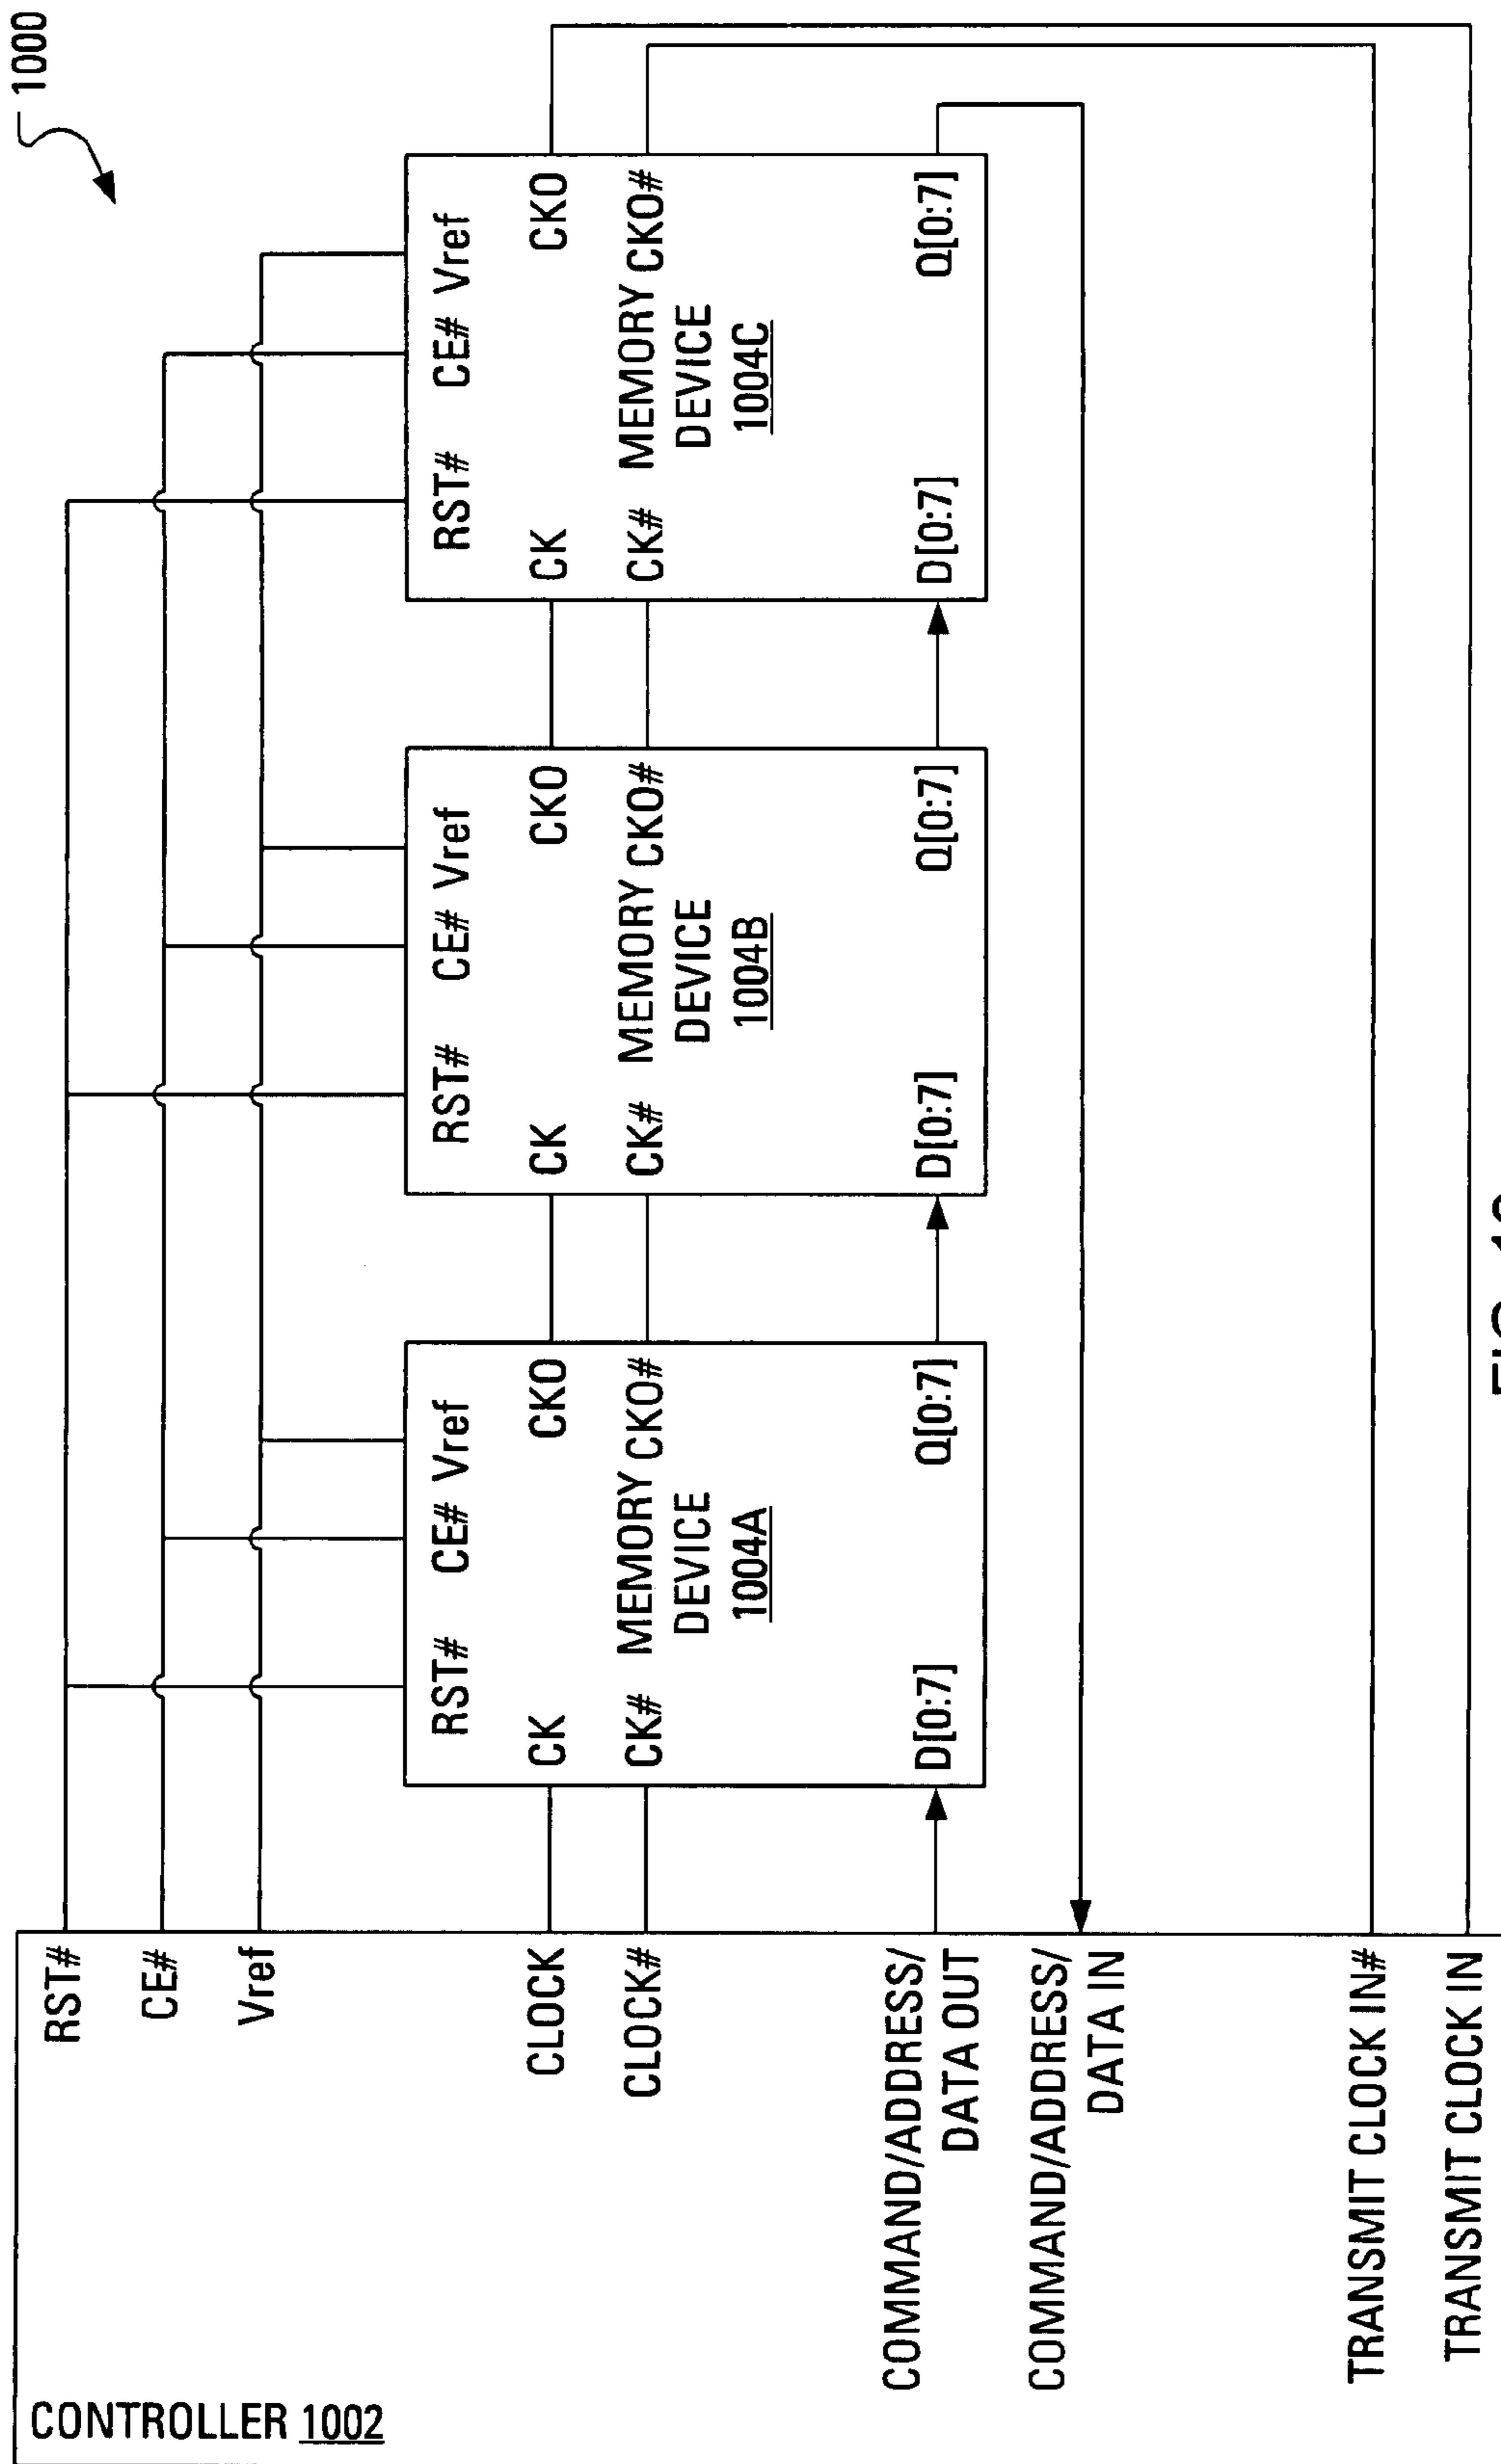 1000
CONTROLLER 1002
RST#
CE#
Vref
CLOCK
CLOCK#
COMMAND/ADDRESS/
DATA OUT
COMMAND/ADDRESS/
DATA IN
TRANSMIT CLOCK IN#
TRANSMIT CLOCK IN
RST# CE# Vref
CK CKO
CK# MEMORY CKO#
DEVICE
1004A
D[0:7] Q[0:7]
RST# CE# Vref
CK CKO
CK# MEMORY CKO#
DEVICE
1004B
D[0:7] Q[0:7]
RST# CE# Vref
CK CKO
CK# MEMORY CKO#
DEVICE
1004C
D[0:7] Q[0:7]
FIG.